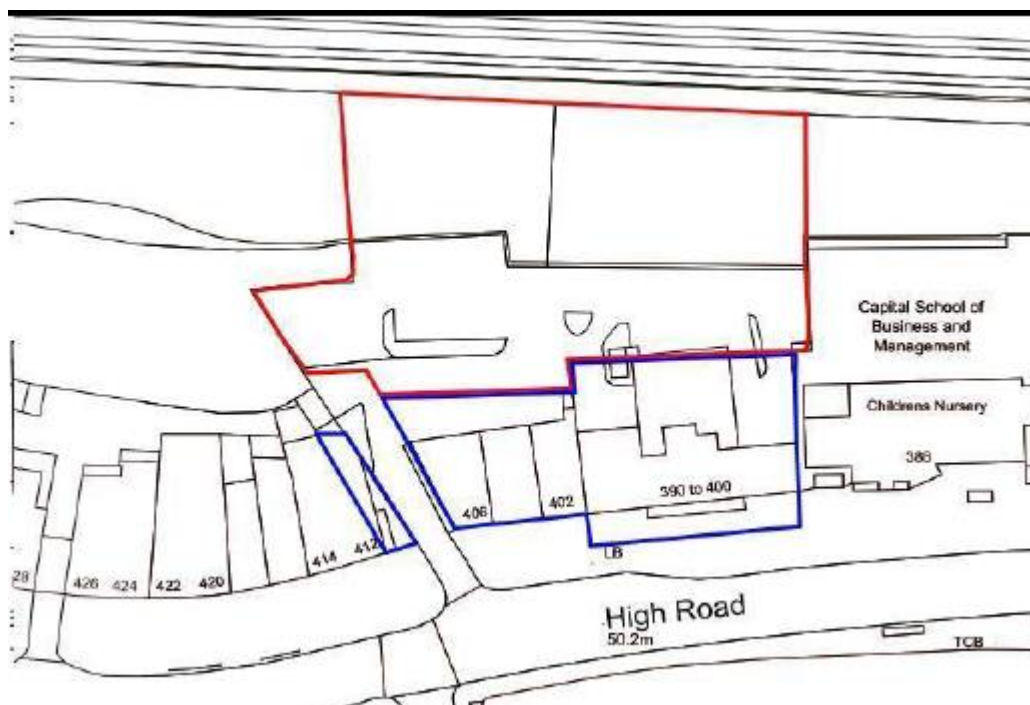 Capital School of
Business and
Management
Childrens Nursery
386
390 to 400
406
402
LB
414
412
28
426
424
422
420
High Road
50.2m
TCB